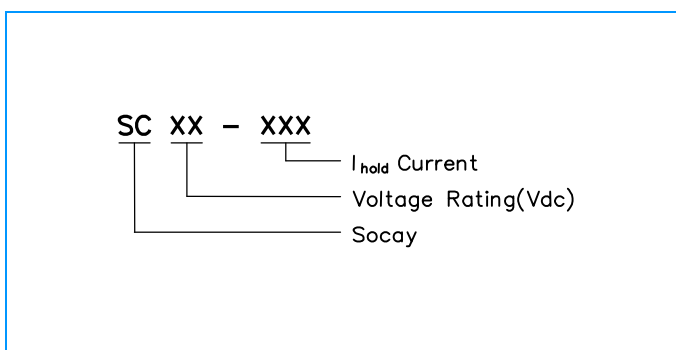 SC XX - XXX
Ihold Current
Voltage Rating(Vdc)
Socay